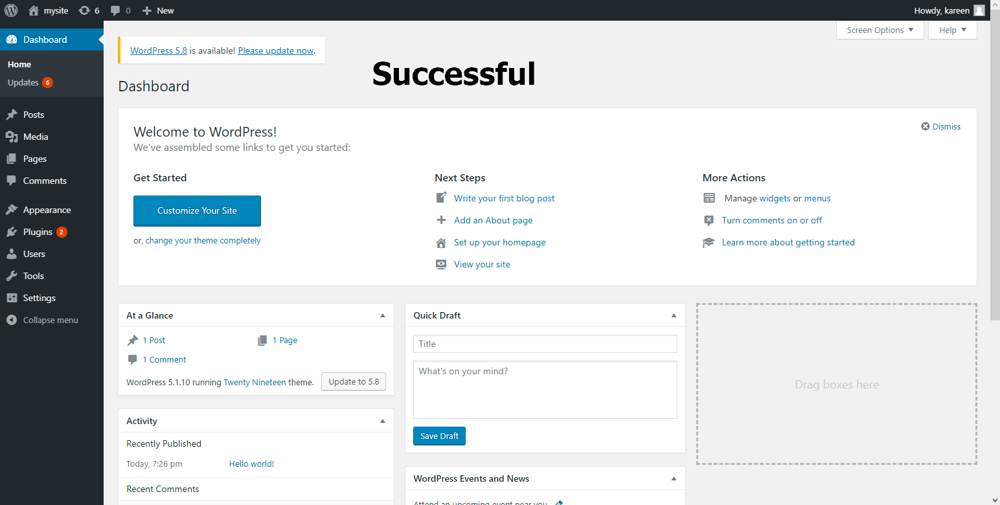 mysite 6 0 New Howdy, kareen
Dashboard
Home
Updates 6
Posts
Media
Pages
Comments
Appearance
Plugins 2
Users
Tools
Settings
Collapse menu
Screen Options Help
WordPress 5.8 is available! Please update now.
Successful
Dashboard
Welcome to WordPress!
Dismiss
We've assembled some links to get you started:
Get Started
Customize Your Site
or, change your theme completely
Next Steps
Write your first blog post
Add an About page
Set up your homepage
View your site
More Actions
Manage widgets or menus
Turn comments on or off
Learn more about getting started
At a Glance
1 Post 1 Page
1 Comment
WordPress 5.1.10 running Twenty Nineteen theme. Update to 5.8
Activity
Recently Published
Today, 7:26 pm Hello world!
Recent Comments
Quick Draft
Title
What's on your mind?
Save Draft
WordPress Events and News
Attend an upcoming event near you.
Drag boxes here